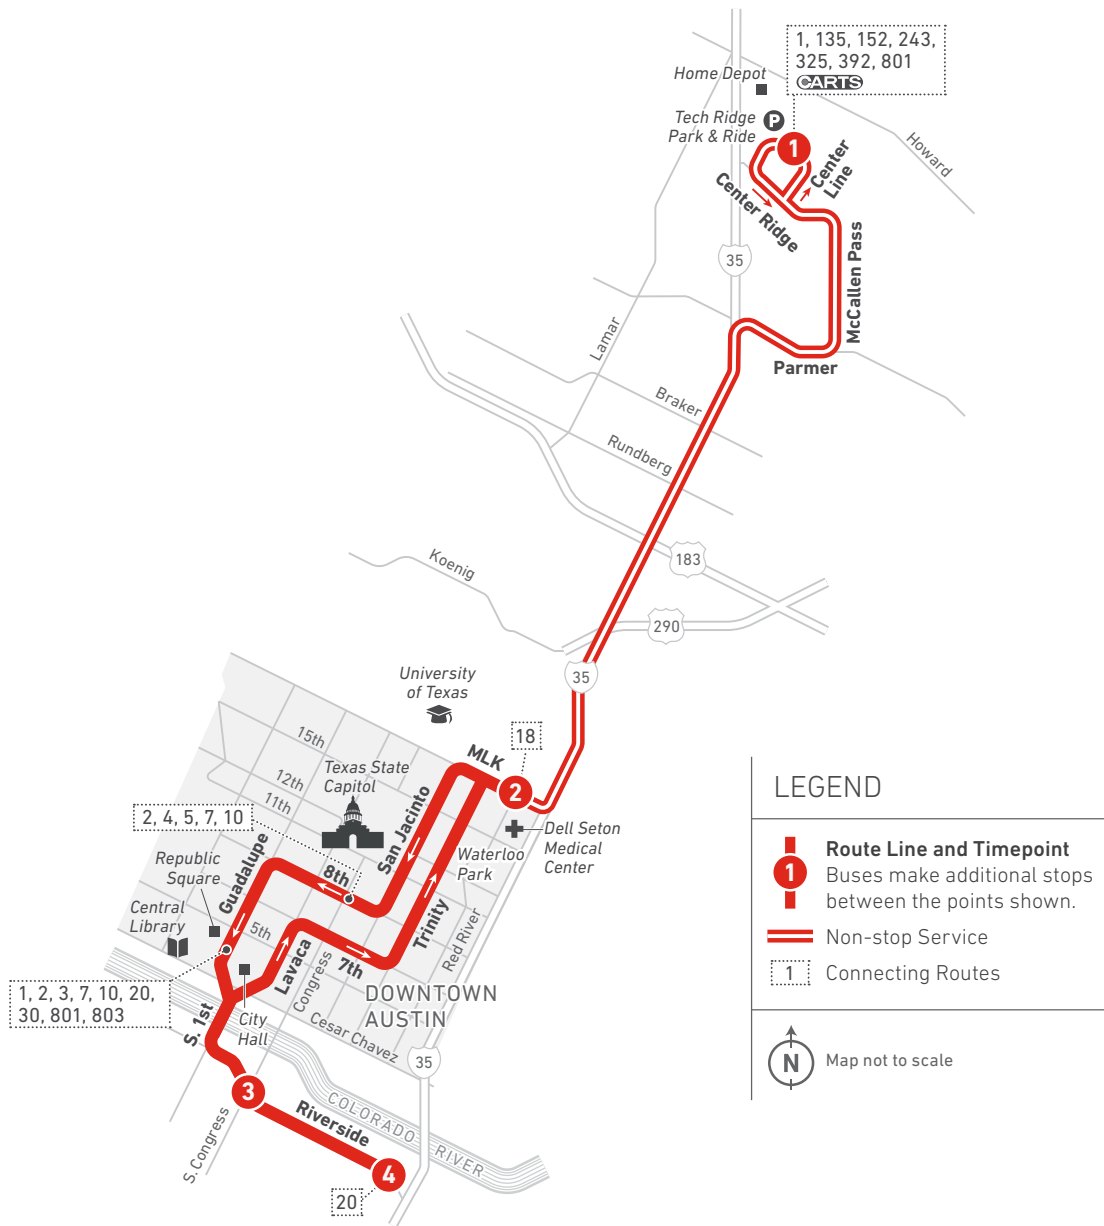 1, 135, 152, 243,
325, 392, 801
CARTS
Home Depot
Tech Ridge
Park & Ride
P
1
Howard
Center
Line
Center Ridge
McCallen Pass
35
Lamar
Parmer
Braker
Rundberg
Koenig
183
290
35
University
of Texas
18
MLK
2
15th
12th
11th
Texas State
Capitol
2, 4, 5, 7, 10
San Jacinto
Dell Seton
Medical
Center
Waterloo
Park
Republic
Square
Guadalupe
8th
Central
Library
5th
Trinity
Red River
Lavaca
Congress
7th
DOWNTOWN
AUSTIN
1, 2, 3, 7, 10, 20,
30, 801, 803
S. 1st
City
Hall
Cesar Chavez
35
3
COLORADO RIVER
Riverside
S. Congress
4
20
LEGEND
1
Route Line and Timepoint
Buses make additional stops
between the points shown.
Non-stop Service
1
Connecting Routes
N
Map not to scale